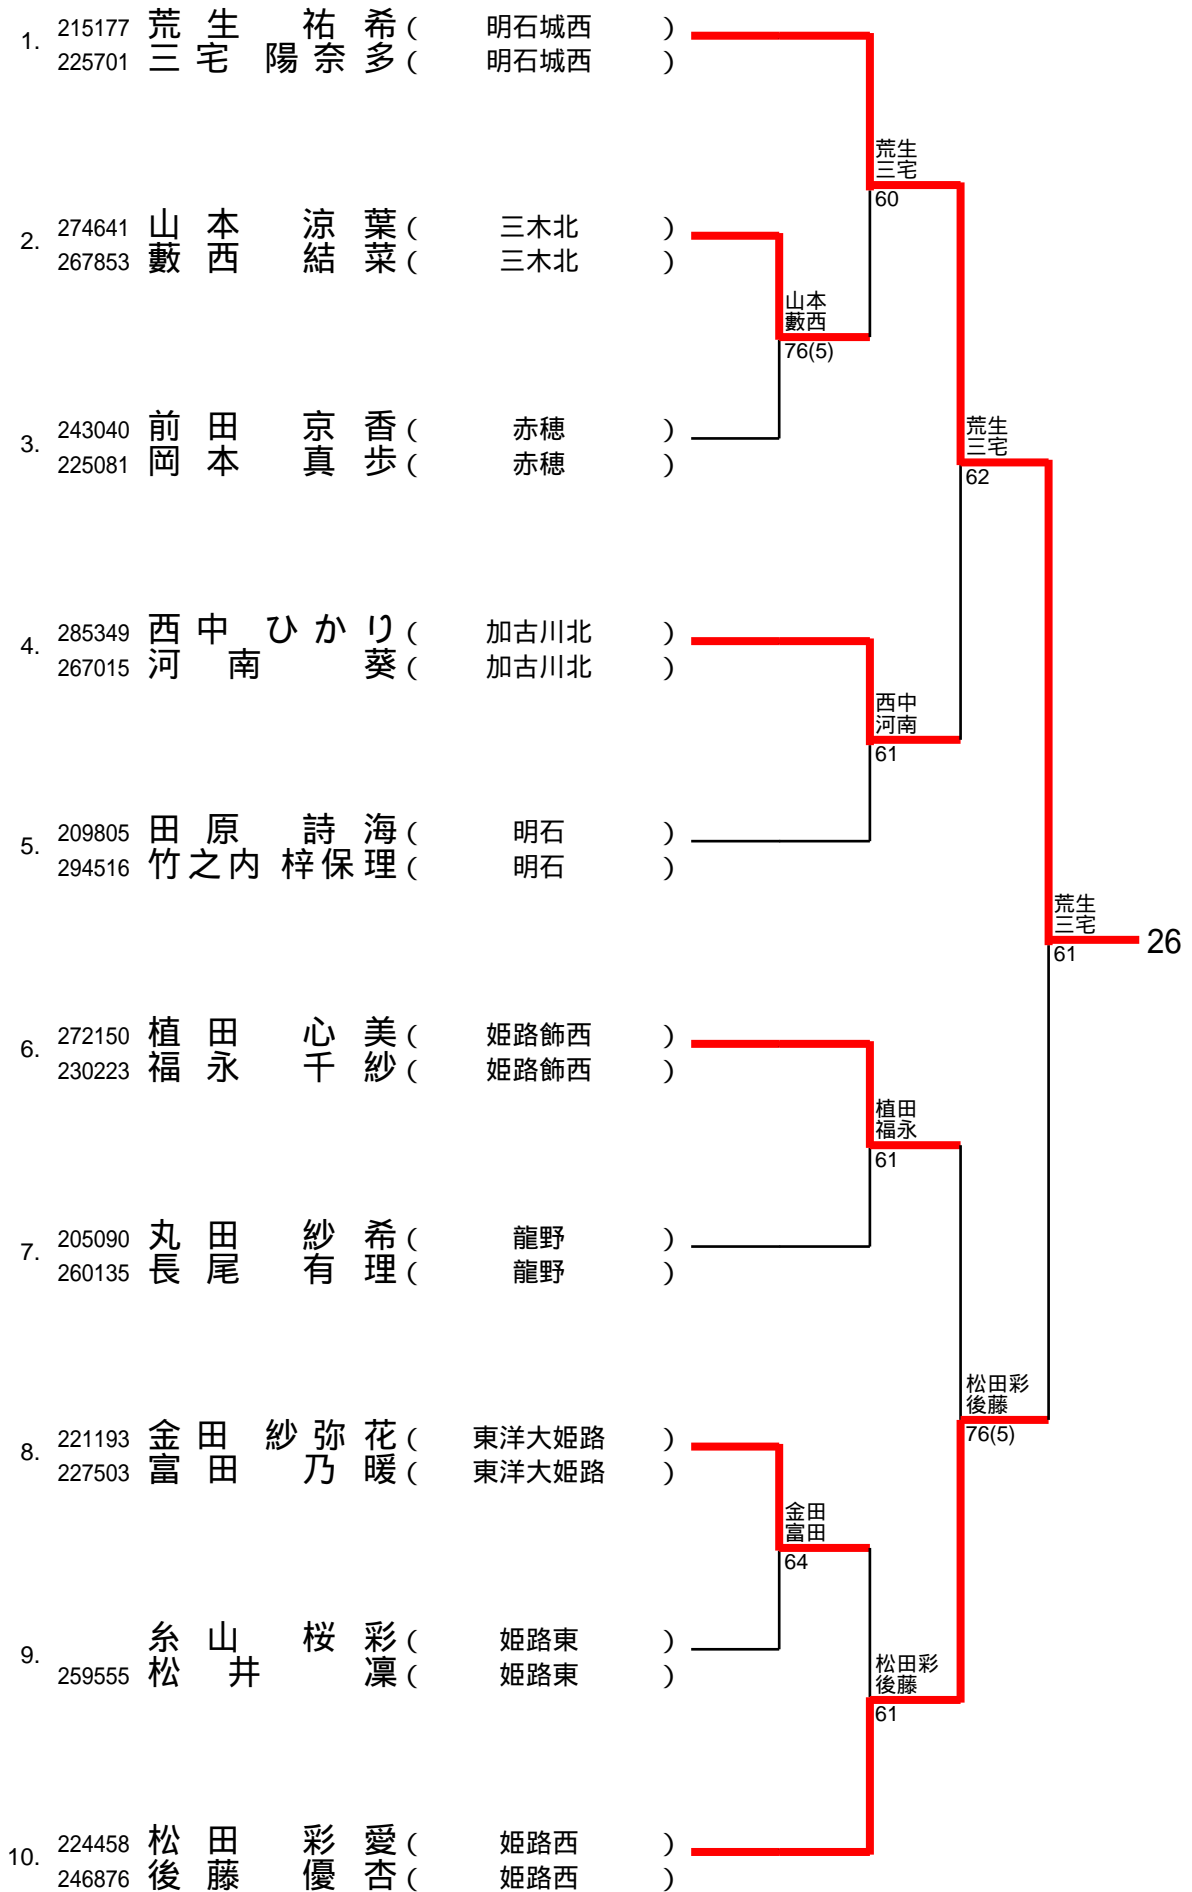 1. 215177 荒生 祐希 ( 明石城西 )
225701 三宅 陽奈多 ( 明石城西 )
荒生
三宅
60
2. 274641 山本 涼葉 ( 三木北 )
267853 藪西 結菜 ( 三木北 )
山本
藪西
76(5)
3. 243040 前田 京香 ( 赤穂 )
225081 岡本 真歩 ( 赤穂 )
荒生
三宅
62
4. 285349 西中 ひかり ( 加古川北 )
267015 河南 葵 ( 加古川北 )
西中
河南
61
5. 209805 田原 詩海 ( 明石 )
294516 竹之内 梓保理 ( 明石 )
荒生
三宅
61
26
6. 272150 植田 心美 ( 姫路飾西 )
230223 福永 千紗 ( 姫路飾西 )
植田
福永
61
7. 205090 丸田 紗希 ( 龍野 )
260135 長尾 有理 ( 龍野 )
松田彩
後藤
76(5)
8. 221193 金田 紗弥花 ( 東洋大姫路 )
227503 富田 乃暖 ( 東洋大姫路 )
金田
富田
64
9. 糸山 桜彩 ( 姫路東 )
259555 松井 凜 ( 姫路東 )
松田彩
後藤
61
10. 224458 松田 彩愛 ( 姫路西 )
246876 後藤 優杏 ( 姫路西 )